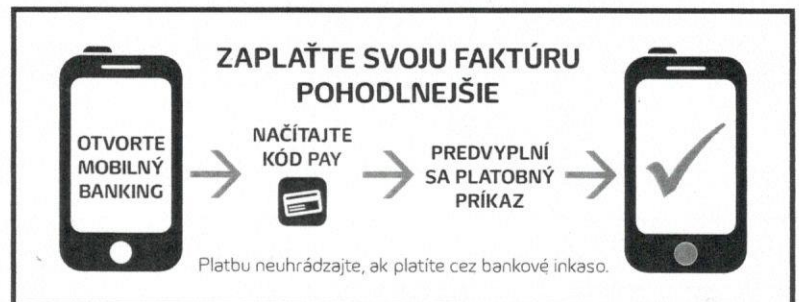 ZAPLAŤTE SVOJU FAKTÚRU
POHODLNEJŠIE
OTVORTE
MOBILNÝ
BANKING
NAČÍTAJTE
KÓD PAY
PREDVYPLNÍ
SA PLATOBNÝ
PRÍKAZ
Platbu neuhrádzajte, ak platíte cez bankové inkaso.